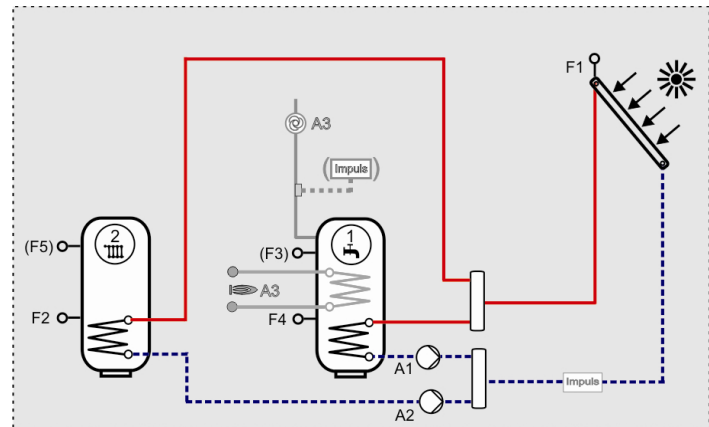 F1
A3
(Impuls)
(F5)
2
1
(F3)
A3
F2
F4
A1
Impuls
A2